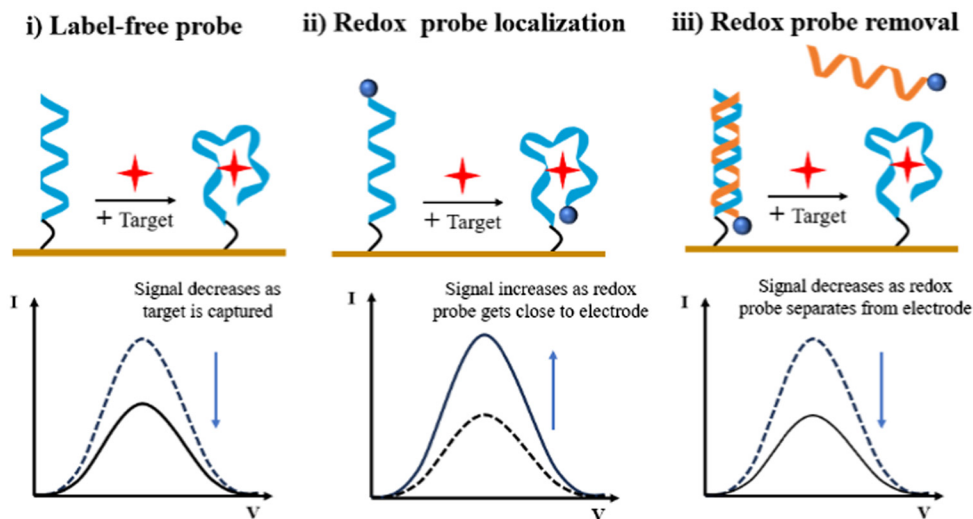 i) Label-free probe
+ Target
Signal decreases as
target is captured
I
V
ii) Redox probe localization
+ Target
Signal increases as redox
probe gets close to electrode
I
V
iii) Redox probe removal
+ Target
Signal decreases as redox
probe separates from electrode
I
V